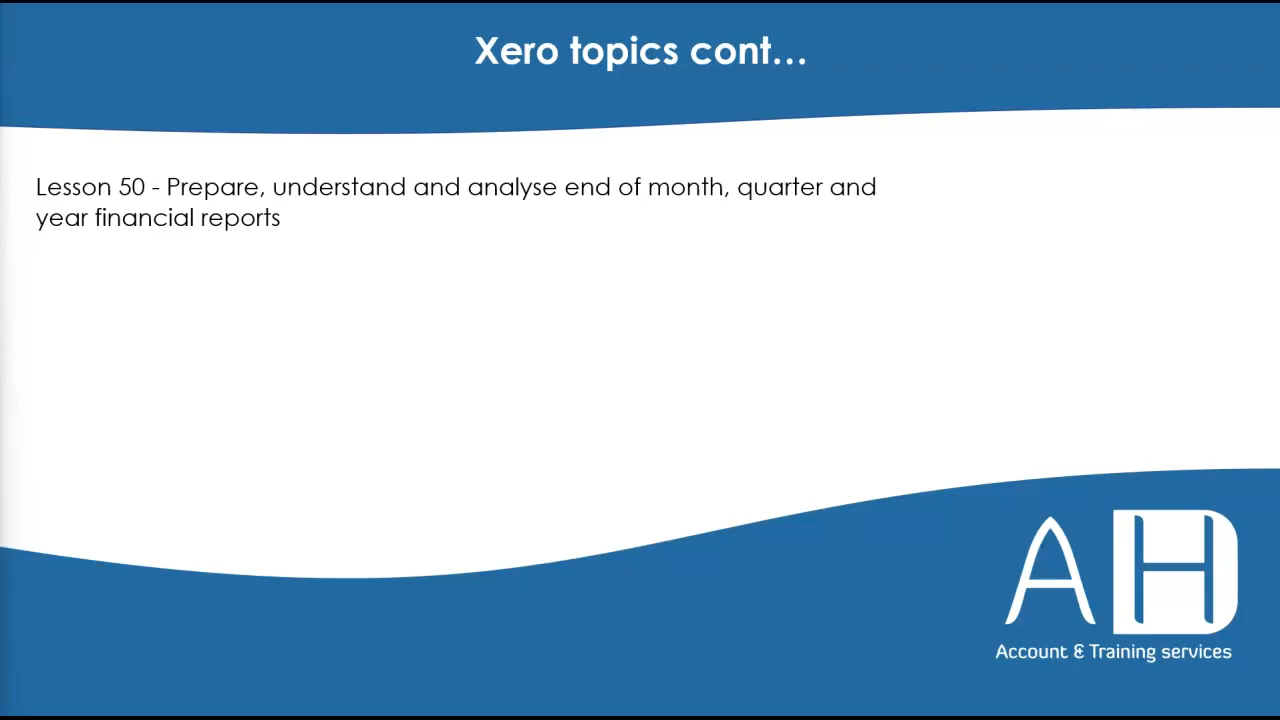 Xero topics cont...
Lesson 50 - Prepare, understand and analyse end of month, quarter and
year financial reports
AHD
Account & Training services